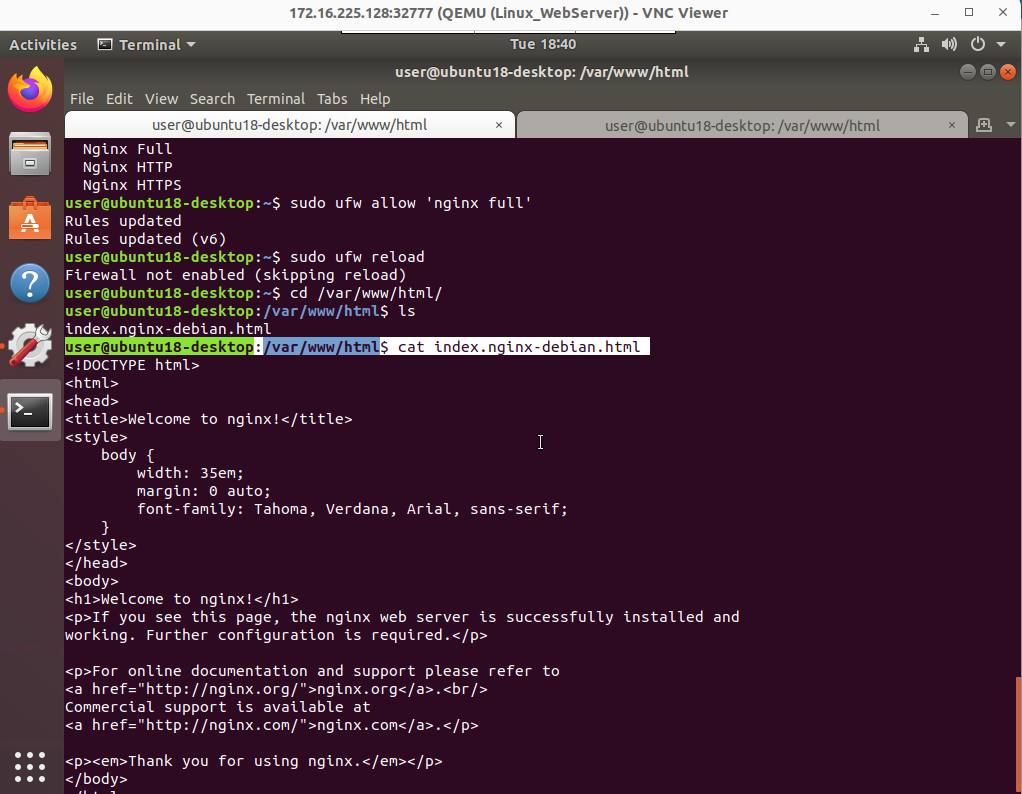 172.16.225.128:32777 (QEMU (Linux_WebServer)) - VNC Viewer
Activities Terminal Tue 18:40
user@ubuntu18-desktop: /var/www/html
File Edit View Search Terminal Tabs Help
user@ubuntu18-desktop: /var/www/html × user@ubuntu18-desktop: /var/www/html ×
Nginx Full
Nginx HTTP
Nginx HTTPS
user@ubuntu18-desktop:~$ sudo ufw allow 'nginx full'
Rules updated
Rules updated (v6)
user@ubuntu18-desktop:~$ sudo ufw reload
Firewall not enabled (skipping reload)
user@ubuntu18-desktop:~$ cd /var/www/html/
user@ubuntu18-desktop:/var/www/html$ ls
index.nginx-debian.html
user@ubuntu18-desktop:/var/www/html$ cat index.nginx-debian.html
<!DOCTYPE html>
<html>
<head>
<title>Welcome to nginx!</title>
<style>
    body {
        width: 35em;
        margin: 0 auto;
        font-family: Tahoma, Verdana, Arial, sans-serif;
    }
</style>
</head>
<body>
<h1>Welcome to nginx!</h1>
<p>If you see this page, the nginx web server is successfully installed and
working. Further configuration is required.</p>

<p>For online documentation and support please refer to
<a href="http://nginx.org/">nginx.org</a>.<br/>
Commercial support is available at
<a href="http://nginx.com/">nginx.com</a>.</p>

<p><em>Thank you for using nginx.</em></p>
</body>